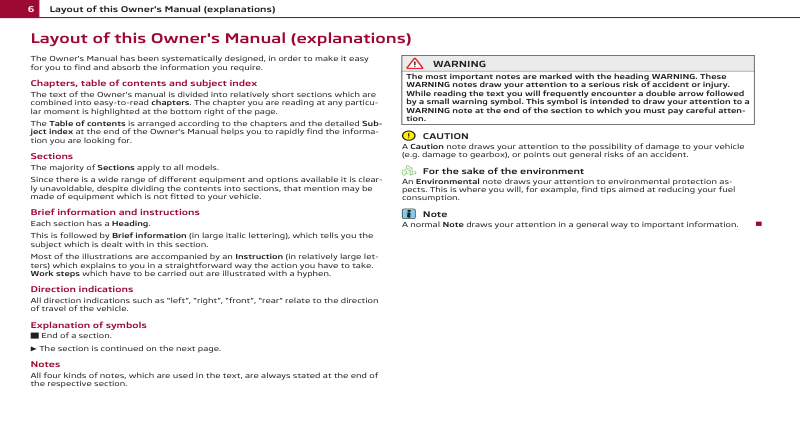 6 Layout of this Owner's Manual (explanations)
Layout of this Owner's Manual (explanations)
The Owner's Manual has been systematically designed, in order to make it easy
for you to find and absorb the information you require.
Chapters, table of contents and subject index
The text of the Owner's manual is divided into relatively short sections which are
combined into easy-to-read chapters. The chapter you are reading at any particu-
lar moment is highlighted at the bottom right of the page.
The Table of contents is arranged according to the chapters and the detailed Sub-
ject index at the end of the Owner's Manual helps you to rapidly find the informa-
tion you are looking for.
Sections
The majority of Sections apply to all models.
Since there is a wide range of different equipment and options available it is clear-
ly unavoidable, despite dividing the contents into sections, that mention may be
made of equipment which is not fitted to your vehicle.
Brief information and instructions
Each section has a Heading.
This is followed by Brief information (in large italic lettering), which tells you the
subject which is dealt with in this section.
Most of the illustrations are accompanied by an Instruction (in relatively large let-
ters) which explains to you in a straightforward way the action you have to take.
Work steps which have to be carried out are illustrated with a hyphen.
Direction indications
All direction indications such as "left", "right", "front", "rear" relate to the direction
of travel of the vehicle.
Explanation of symbols
■ End of a section.
► The section is continued on the next page.
Notes
All four kinds of notes, which are used in the text, are always stated at the end of
the respective section.
WARNING
The most important notes are marked with the heading WARNING. These
WARNING notes draw your attention to a serious risk of accident or injury.
While reading the text you will frequently encounter a double arrow followed
by a small warning symbol. This symbol is intended to draw your attention to a
WARNING note at the end of the section to which you must pay careful atten-
tion.
CAUTION
A Caution note draws your attention to the possibility of damage to your vehicle
(e.g. damage to gearbox), or points out general risks of an accident.
For the sake of the environment
An Environmental note draws your attention to environmental protection as-
pects. This is where you will, for example, find tips aimed at reducing your fuel
consumption.
Note
A normal Note draws your attention in a general way to important information. ■